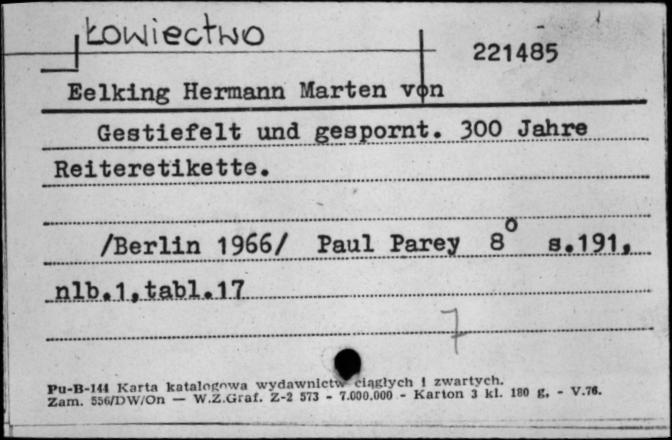 Łowiectwo
221485
Eelking Hermann Marten von
Gestiefelt und gespornt. 300 Jahre
Reiteretikette.
/Berlin 1966/ Paul Parey 8° s.191,
nlb.1,tabl.17
7
Pu-B-144 Karta katalogowa wydawnictw ciągłych i zwartych.
Zam. 556/DW/On — W.Z.Graf. Z-2 573 - 7.000.000 - Karton 3 kl. 180 g. - V.76.